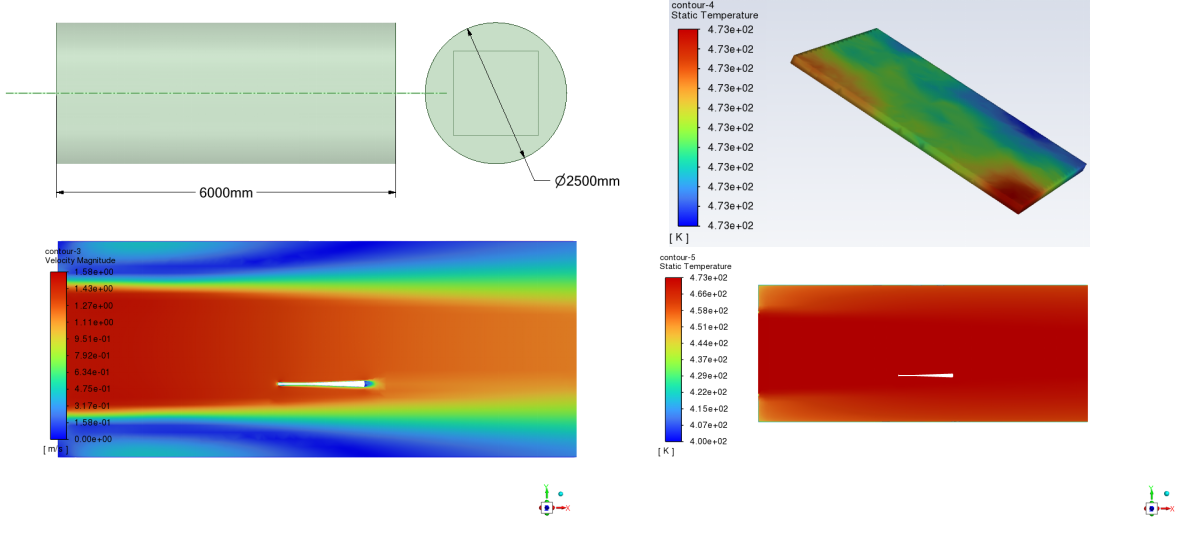 6000mm
Ø2500mm
contour-4
Static Temperature
4.73e+02
4.73e+02
4.73e+02
4.73e+02
4.73e+02
4.73e+02
4.73e+02
4.73e+02
4.73e+02
4.73e+02
4.73e+02
[ K ]
contour-3
Velocity Magnitude
1.58e+00
1.43e+00
1.27e+00
1.11e+00
9.51e-01
7.92e-01
6.34e-01
4.75e-01
3.17e-01
1.58e-01
0.00e+00
[ m/s ]
Y
X
contour-5
Static Temperature
4.73e+02
4.66e+02
4.58e+02
4.51e+02
4.44e+02
4.37e+02
4.29e+02
4.22e+02
4.15e+02
4.07e+02
4.00e+02
[ K ]
Y
X